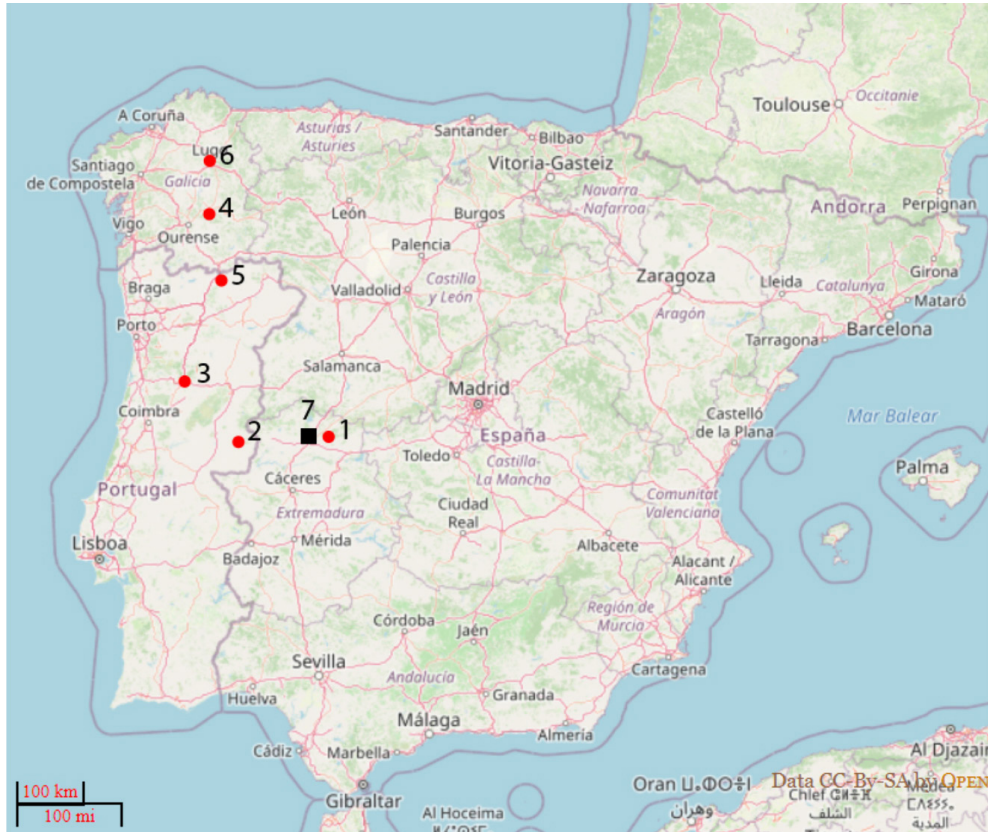 Toulouse
Occitanie
A Coruña
Santander
Bilbao
Asturias /
Asturies
Vitoria-Gasteiz
Lugo
6
Santiago
de Compostela
Galicia
Navarra
- Nafarroa
Andorra
Perpignan
4
León
Burgos
Vigo
Ourense
Palencia
5
Castilla
y León
Girona
Braga
Valladolid
Zaragoza
Lleida
Catalunya
Mataró
Porto
Aragón
Barcelona
Tarragona
Salamanca
3
Madrid
Coimbra
7
Castelló
de la Plana
Mar Balear
2
1
España
Toledo
Palma
Castilla-
La Mancha
Cáceres
Portugal
Extremadura
Ciudad
Real
Comunitat
Valenciana
Lisboa
Mérida
Badajoz
Albacete
Alacant /
Alicante
Región de
Murcia
Córdoba
Jaén
Sevilla
Cartagena
Andalucía
Huelva
Granada
Málaga
Almería
Cádiz
Marbella
Al Djazaïr
100 km
100 mi
Gibraltar
Oran ⵡⴰⵀⵔⴰⵏ
وهران
Data CC-By-SA by OPEN
Chlef
الشلف
Médéa
المدية
Al Hoceima